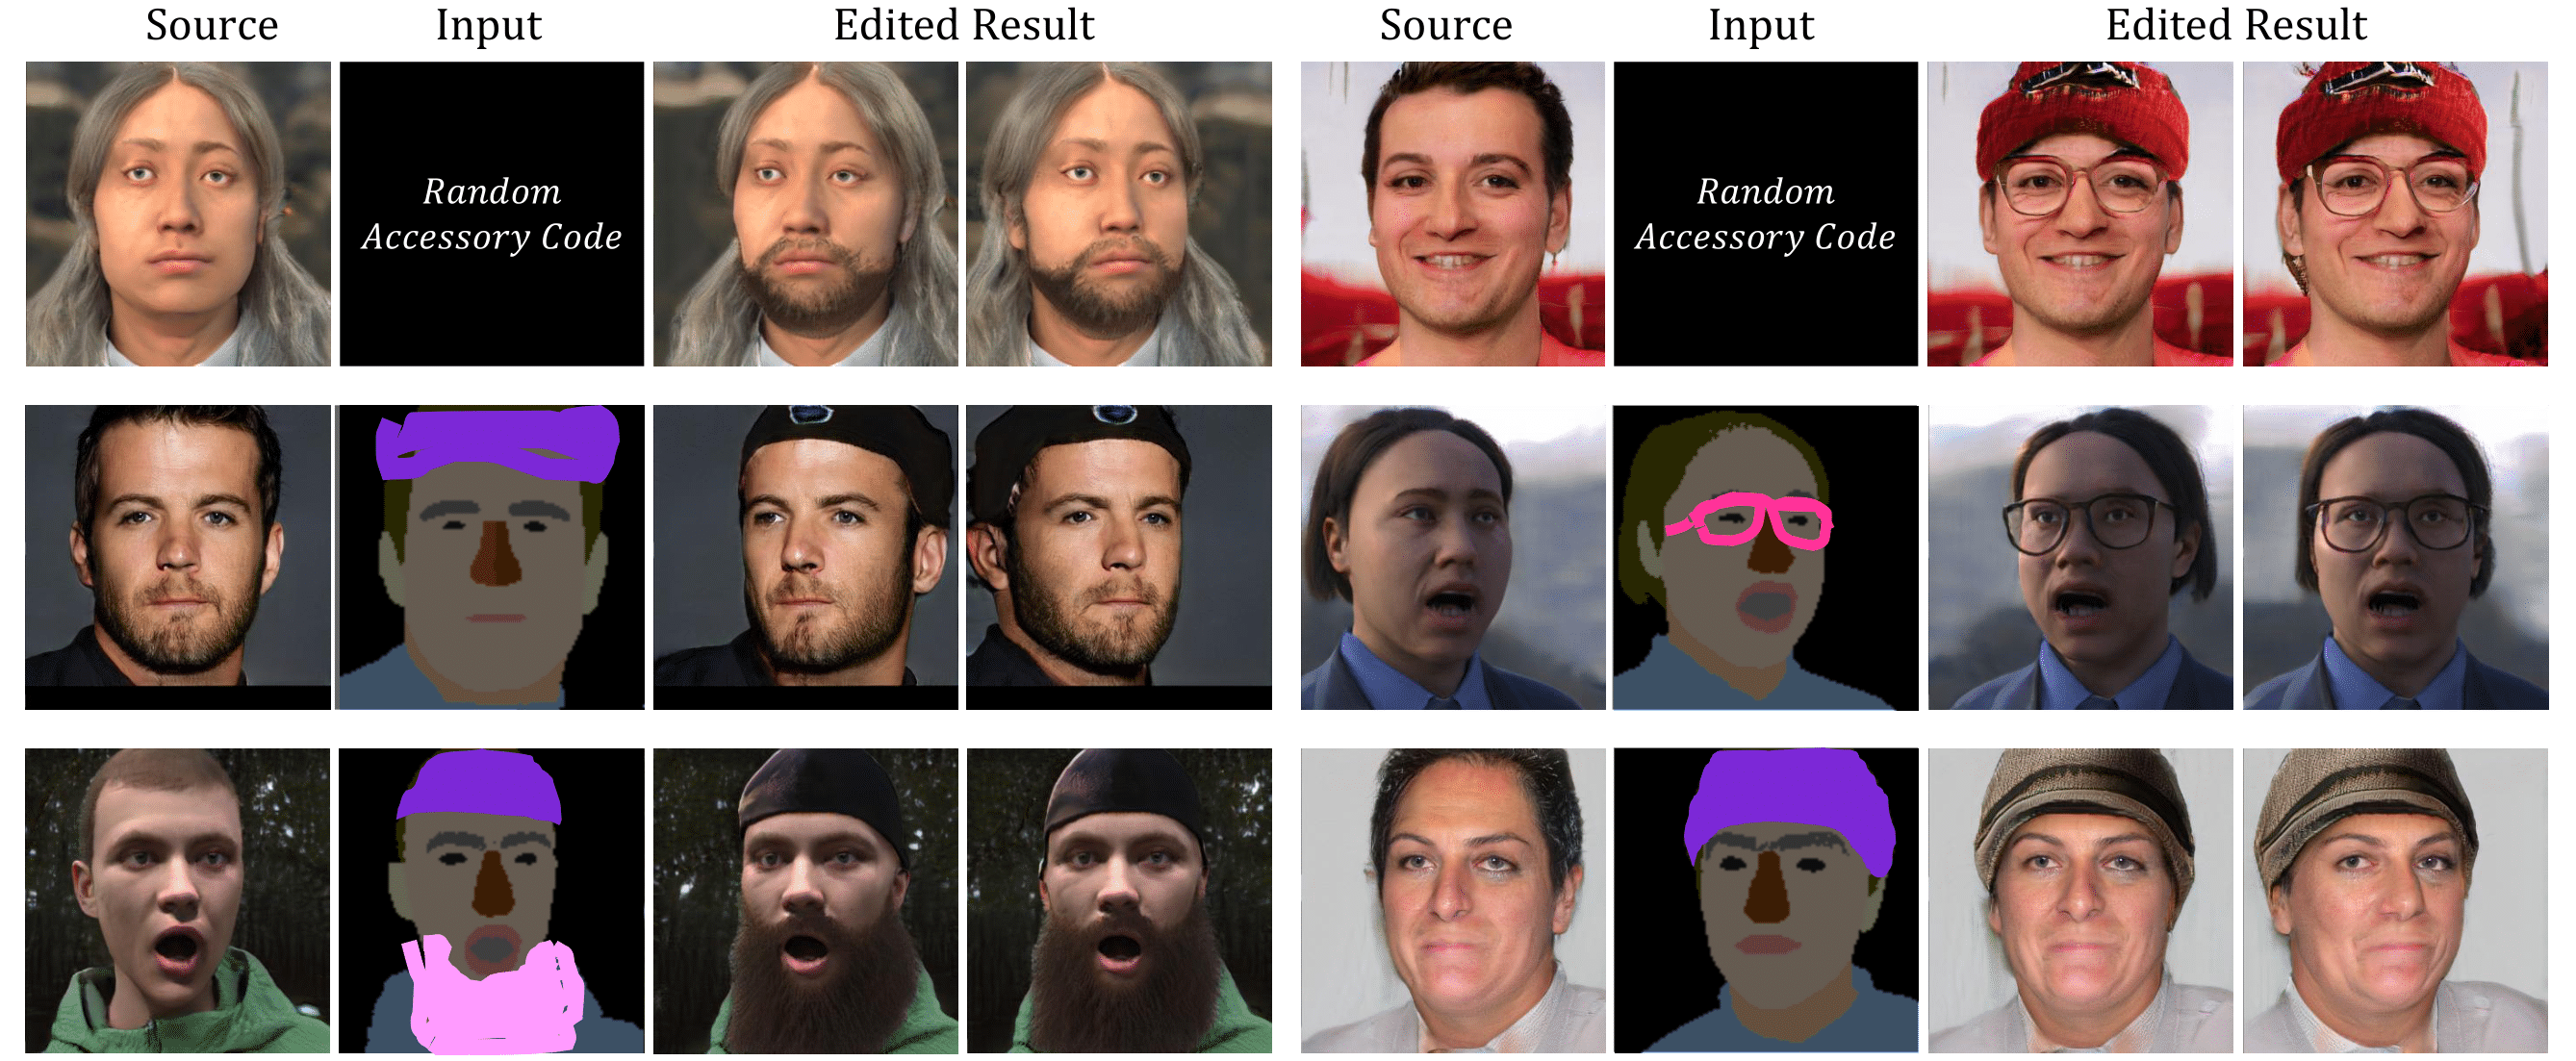 Source Input Edited Result Source Input Edited Result
Random
Accessory Code
Random
Accessory Code